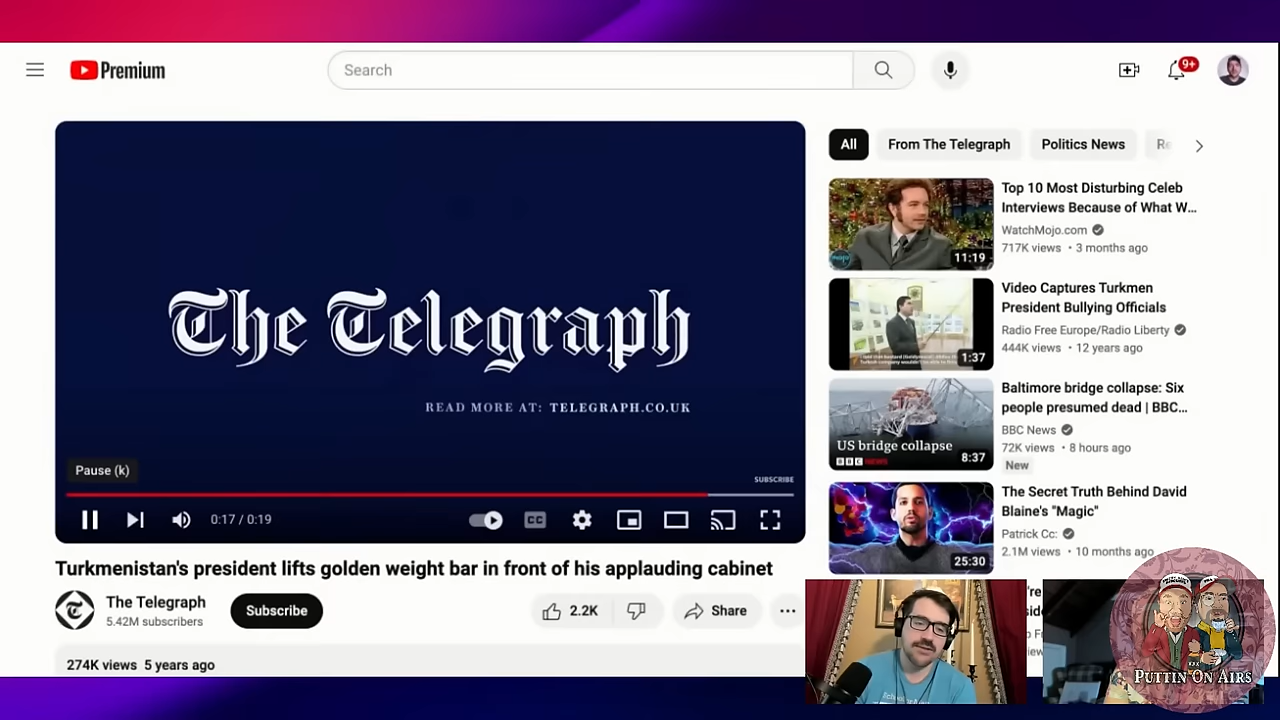 Premium
Search
9+
The Telegraph
READ MORE AT: TELEGRAPH.CO.UK
Pause (k)
SUBSCRIBE
0:17 / 0:19
CC
Turkmenistan's president lifts golden weight bar in front of his applauding cabinet
The Telegraph
5.42M subscribers
Subscribe
2.2K
Share
274K views 5 years ago
All
From The Telegraph
Politics News
Re
Top 10 Most Disturbing Celeb
Interviews Because of What W...
WatchMojo.com
717K views • 3 months ago
mojo
11:19
Video Captures Turkmen
President Bullying Officials
Radio Free Europe/Radio Liberty
444K views • 12 years ago
1:37
Baltimore bridge collapse: Six
people presumed dead | BBC...
BBC News
72K views • 8 hours ago
New
US bridge collapse
BBC NEWS
8:37
The Secret Truth Behind David
Blaine's "Magic"
Patrick Cc:
2.1M views • 10 months ago
25:30
PUTTIN' ON AIRS